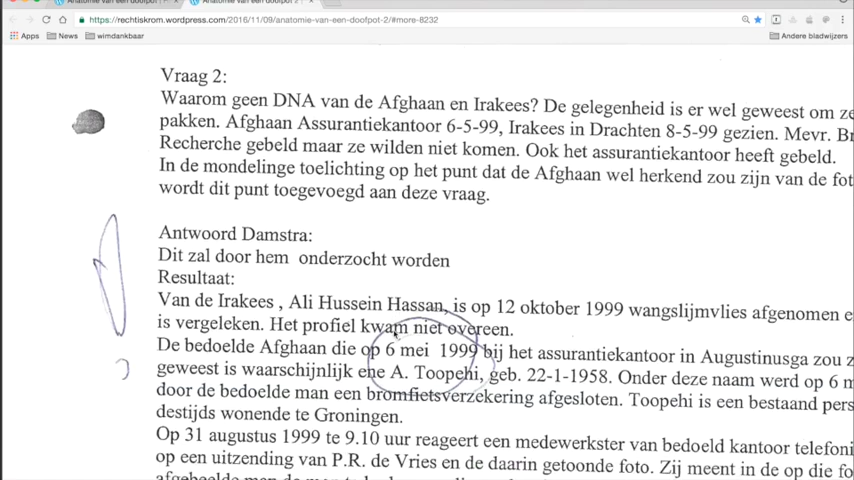 Anatomie van een doofpot
Anatomie van een doofpot 2
https://rechtiskrom.wordpress.com/2016/11/09/anatomie-van-een-doofpot-2/#more-8232
Apps News wimdankbaar Andere bladwijzers
Vraag 2:
Waarom geen DNA van de Afghaan en Irakees? De gelegenheid is er wel geweest om ze
pakken. Afghaan Assurantiekantoor 6-5-99, Irakees in Drachten 8-5-99 gezien. Mevr. Br
Recherche gebeld maar ze wilden niet komen. Ook het assurantiekantoor heeft gebeld.
In de mondelinge toelichting op het punt dat de Afghaan wel herkend zou zijn van de fot
wordt dit punt toegevoegd aan deze vraag.
Antwoord Damstra:
Dit zal door hem onderzocht worden
Resultaat:
Van de Irakees , Ali Hussein Hassan, is op 12 oktober 1999 wangslijmvlies afgenomen e
is vergeleken. Het profiel kwam niet overeen.
De bedoelde Afghaan die op 6 mei 1999 bij het assurantiekantoor in Augustinusga zou z
geweest is waarschijnlijk ene A. Toopehi, geb. 22-1-1958. Onder deze naam werd op 6 m
door de bedoelde man een bromfietsverzekering afgesloten. Toopehi is een bestaand pers
destijds wonende te Groningen.
Op 31 augustus 1999 te 9.10 uur reageert een medewerkster van bedoeld kantoor telefoni
op een uitzending van P.R. de Vries en de daarin getoonde foto. Zij meent in de op die fo